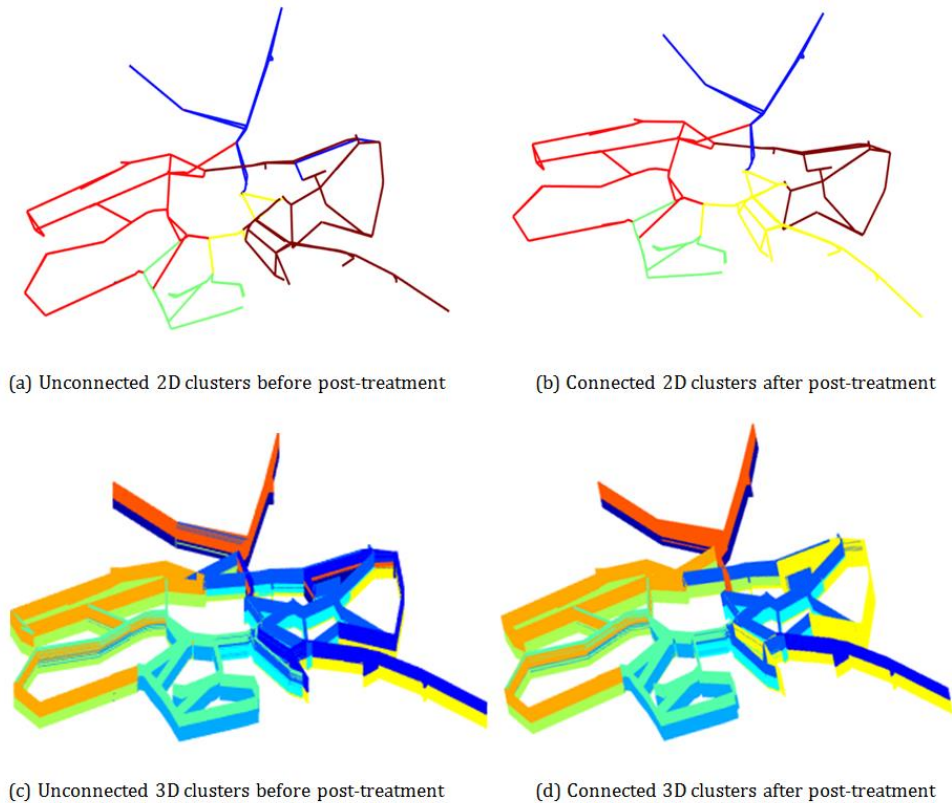 (a) Unconnected 2D clusters before post-treatment
(b) Connected 2D clusters after post-treatment
(c) Unconnected 3D clusters before post-treatment
(d) Connected 3D clusters after post-treatment